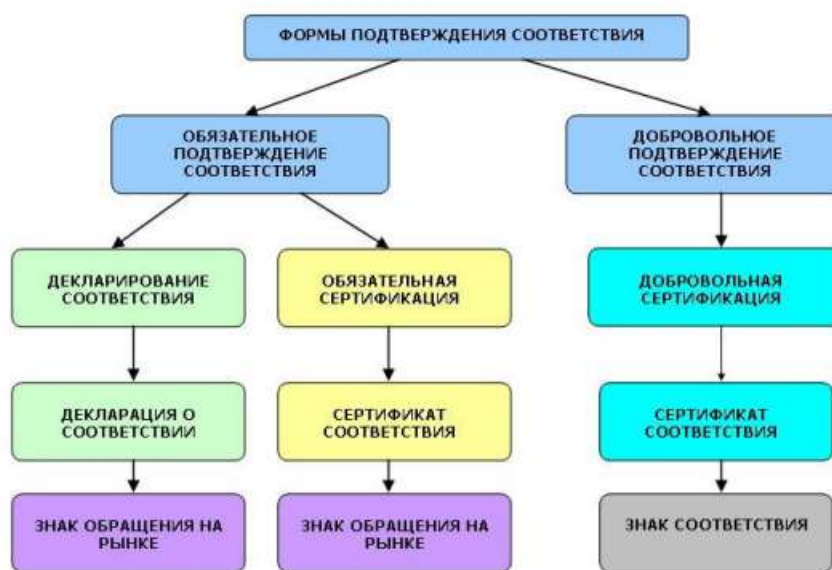 ФОРМЫ ПОДТВЕРЖДЕНИЯ СООТВЕТСТВИЯ
ОБЯЗАТЕЛЬНОЕ
ПОДТВЕРЖДЕНИЕ
СООТВЕТСТВИЯ
ДОБРОВОЛЬНОЕ
ПОДТВЕРЖДЕНИЕ
СООТВЕТСТВИЯ
ДЕКЛАРИРОВАНИЕ
СООТВЕТСТВИЯ
ОБЯЗАТЕЛЬНАЯ
СЕРТИФИКАЦИЯ
ДОБРОВОЛЬНАЯ
СЕРТИФИКАЦИЯ
ДЕКЛАРАЦИЯ О
СООТВЕТСТВИИ
СЕРТИФИКАТ
СООТВЕТСТВИЯ
СЕРТИФИКАТ
СООТВЕТСТВИЯ
ЗНАК ОБРАЩЕНИЯ НА
РЫНКЕ
ЗНАК ОБРАЩЕНИЯ НА
РЫНКЕ
ЗНАК СООТВЕТСТВИЯ